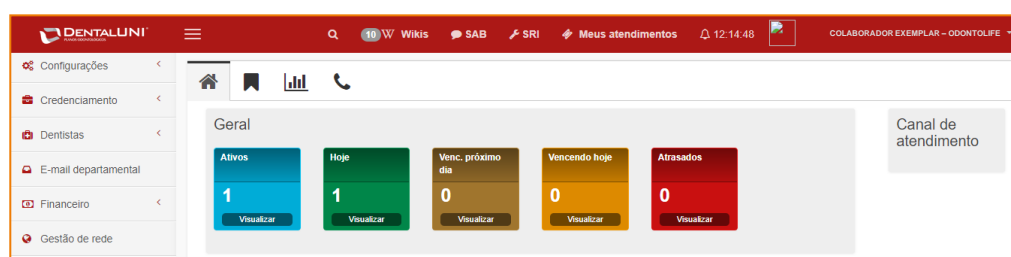 DENTALUNI
10 W Wikis SAB SRI Meus atendimentos 12:14:48 COLABORADOR EXEMPLAR – ODONTOLIFE
Configurações
Credenciamento
Dentistas
E-mail departamental
Financeiro
Gestão de rede
Geral
Ativos
1
Visualizar
Hoje
1
Visualizar
Venc. próximo
dia
0
Visualizar
Vencendo hoje
0
Visualizar
Atrasados
0
Visualizar
Canal de
atendimento